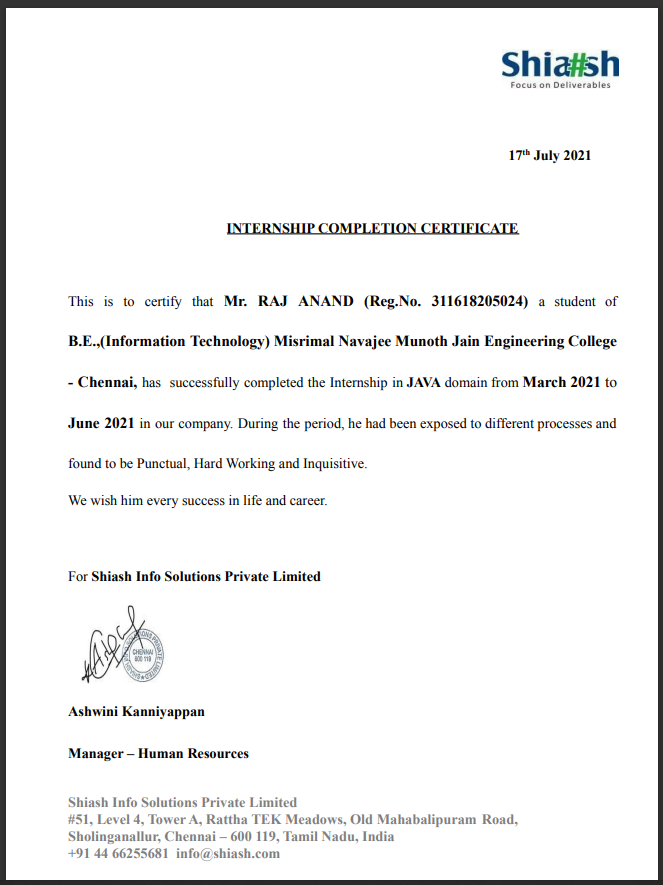 Shia#sh
Focus on Deliverables
17th July 2021
INTERNSHIP COMPLETION CERTIFICATE
This is to certify that Mr. RAJ ANAND (Reg.No. 311618205024) a student of
B.E.,(Information Technology) Misrimal Navajee Munoth Jain Engineering College
- Chennai, has successfully completed the Internship in JAVA domain from March 2021 to
June 2021 in our company. During the period, he had been exposed to different processes and
found to be Punctual, Hard Working and Inquisitive.
We wish him every success in life and career.
For Shiash Info Solutions Private Limited
CHENNAI
600 119
Ashwini Kanniyappan
Manager – Human Resources
Shiash Info Solutions Private Limited
#51, Level 4, Tower A, Rattha TEK Meadows, Old Mahabalipuram Road,
Sholinganallur, Chennai – 600 119, Tamil Nadu, India
+91 44 66255681 info@shiash.com